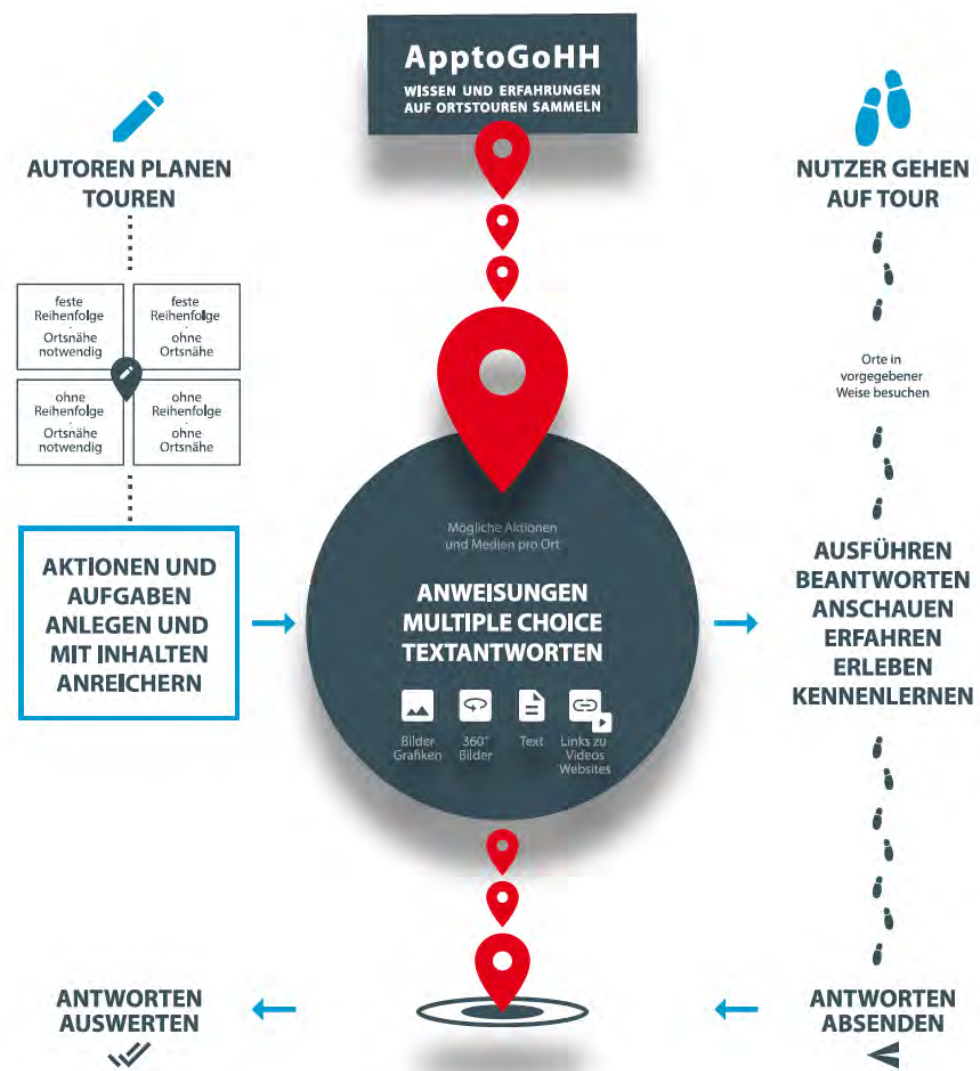 ApptoGoHH
WISSEN UND ERFAHRUNGEN
AUF ORTSTOUREN SAMMELN
AUTOREN PLANEN
TOUREN
feste
Reihenfolge
-
Ortsnähe
notwendig
feste
Reihenfolge
-
ohne
Ortsnähe
ohne
Reihenfolge
-
Ortsnähe
notwendig
ohne
Reihenfolge
-
ohne
Ortsnähe
AKTIONEN UND
AUFGABEN
ANLEGEN UND
MIT INHALTEN
ANREICHERN
Mögliche Aktionen
und Medien pro Ort
ANWEISUNGEN
MULTIPLE CHOICE
TEXTANTWORTEN
Bilder
Grafiken
360°
Bilder
Text
Links zu
Videos
Websites
NUTZER GEHEN
AUF TOUR
Orte in
vorgegebener
Weise besuchen
AUSFÜHREN
BEANTWORTEN
ANSCHAUEN
ERFAHREN
ERLEBEN
KENNENLERNEN
ANTWORTEN
ABSENDEN
ANTWORTEN
AUSWERTEN